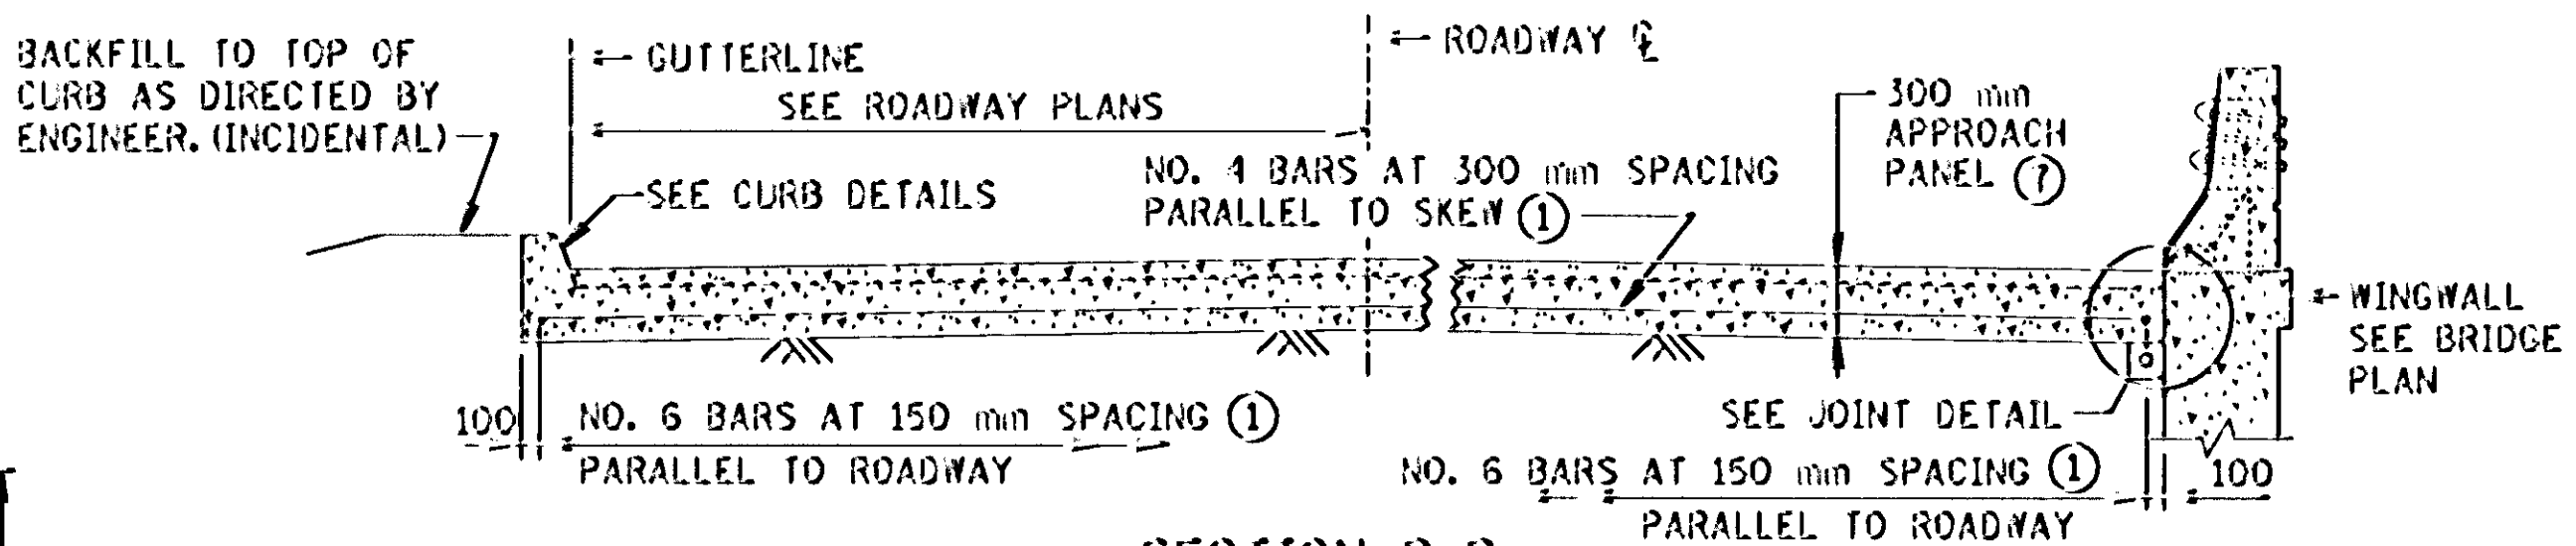 BACKFILL TO TOP OF
CURB AS DIRECTED BY
ENGINEER. (INCIDENTAL)
GUTTERLINE
SEE ROADWAY PLANS
SEE CURB DETAILS
ROADWAY ℄
NO. 4 BARS AT 300 mm SPACING
PARALLEL TO SKEW ①
300 mm
APPROACH
PANEL
WINGWALL
SEE BRIDGE
PLAN
100
NO. 6 BARS AT 150 mm SPACING ①
PARALLEL TO ROADWAY
SEE JOINT DETAIL
NO. 6 BARS AT 150 mm SPACING ①
PARALLEL TO ROADWAY
100